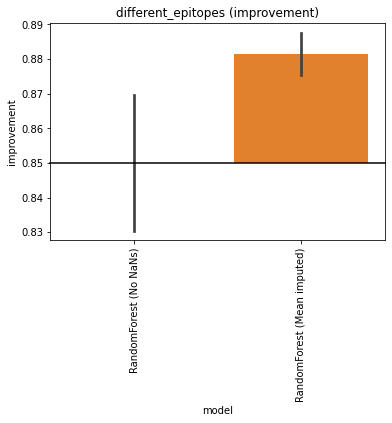 different_epitopes (improvement)
improvement
0.89
0.88
0.87
0.86
0.85
0.84
0.83
RandomForest (No NaNs)
RandomForest (Mean imputed)
model